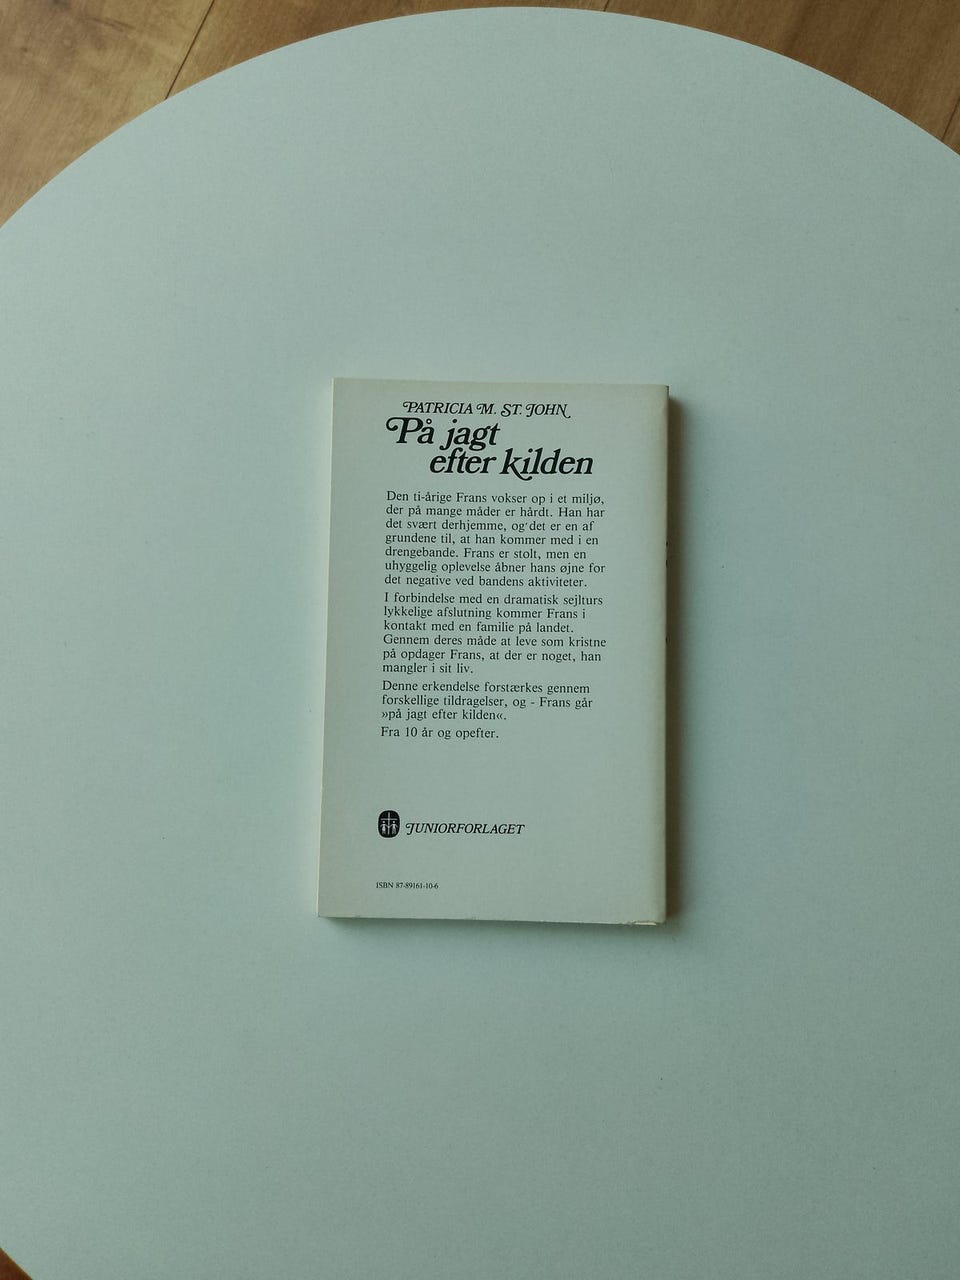 PATRICIA M. ST. JOHN
På jagt
efter kilden
Den ti-årige Frans vokser op i et miljø,
der på mange måder er hårdt. Han har
det svært derhjemme, og det er en af
grundene til, at han kommer med i en
drengebande. Frans er stolt, men en
uhyggelig oplevelse åbner hans øjne for
det negative ved bandens aktiviteter.
I forbindelse med en dramatisk sejlturs
lykkelige afslutning kommer Frans i
kontakt med en familie på landet.
Gennem deres måde at leve som kristne
på opdager Frans, at der er noget, han
mangler i sit liv.
Denne erkendelse forstærkes gennem
forskellige tildragelser, og - Frans går
»på jagt efter kilden«.
Fra 10 år og opefter.
JUNIORFORLAGET
ISBN 87-89161-10-6